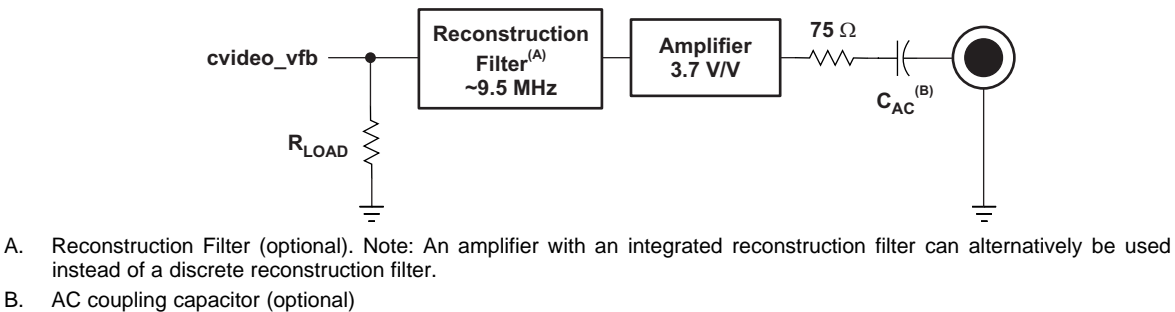 cvideo_vfb
Reconstruction
Filter(A)
~9.5 MHz
Amplifier
3.7 V/V
75 Ω
CAC(B)
RLOAD
A. Reconstruction Filter (optional). Note: An amplifier with an integrated reconstruction filter can alternatively be used
instead of a discrete reconstruction filter.
B. AC coupling capacitor (optional)